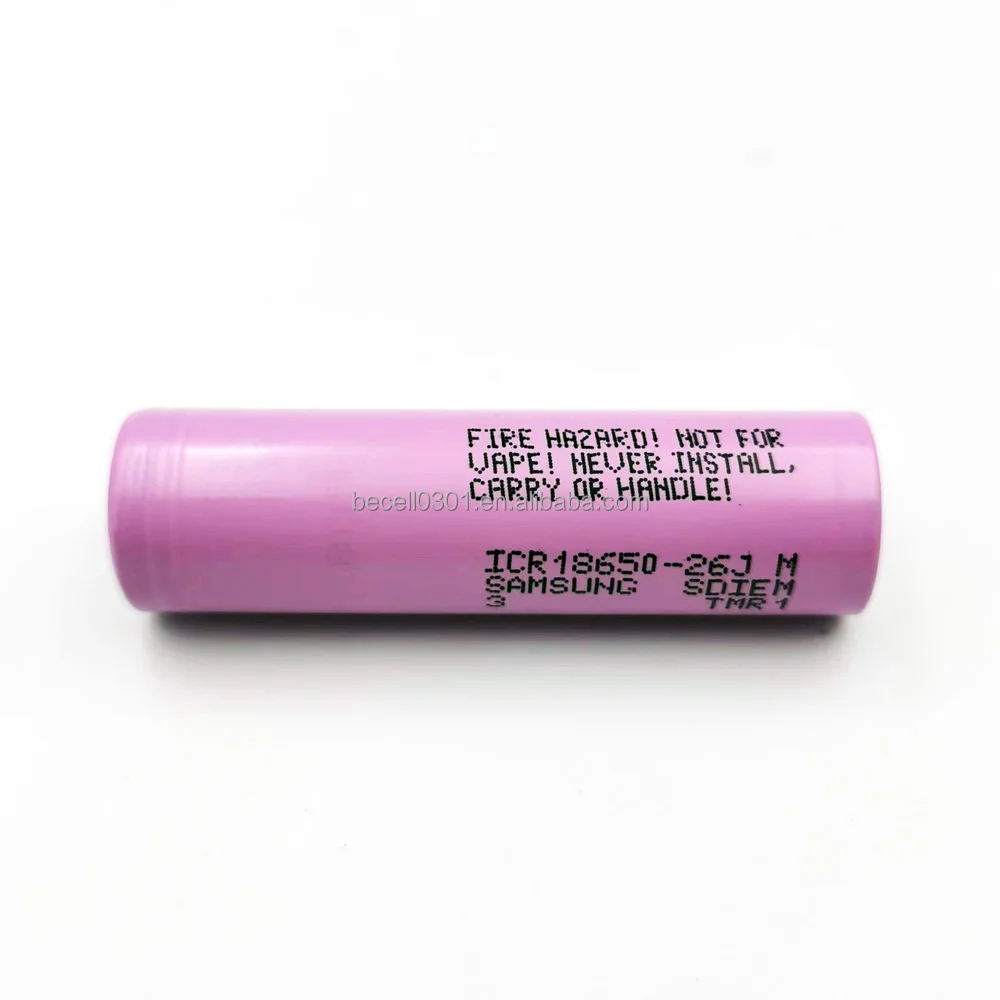 FIRE HAZARD! NOT FOR
VAPE! NEVER INSTALL,
CARRY OR HANDLE!
becell0301.en.alibaba.com
ICR18650-26J M
SAMSUNG SDIEM
3 TMR1